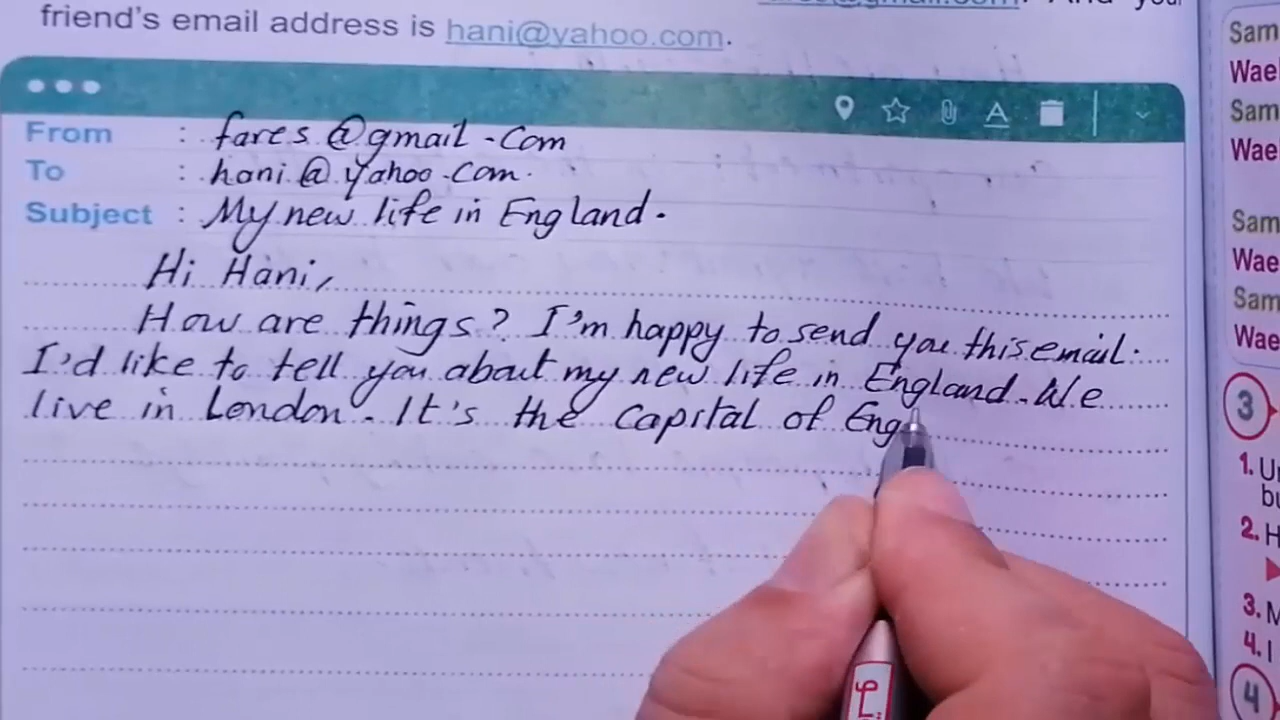 And you
friend's email address is hani@yahoo.com.
From : fares@gmail.Com
To : hani@yahoo.Com.
Subject : My new life in England.
Hi Hani,
How are things? I'm happy to send you this email.
I'd like to tell you about my new life in England. We
live in London. It's the Capital of Eng
Sam
Wae
Sam
Wae
Sam
Wae
Sam
Wae
3
1. U
bu
2. H
3. M
4. I
4